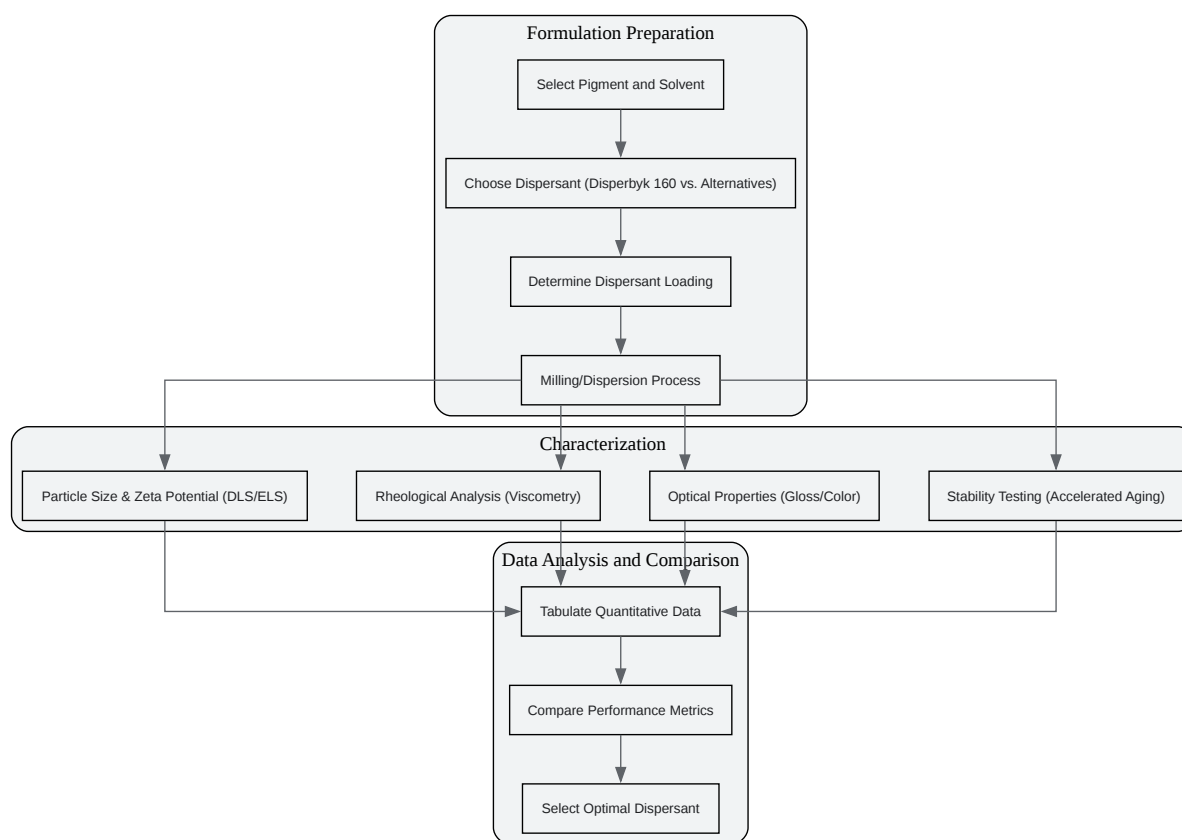 Formulation Preparation
Select Pigment and Solvent
Choose Dispersant (Disperbyk 160 vs. Alternatives)
Determine Dispersant Loading
Milling/Dispersion Process
Characterization
Particle Size & Zeta Potential (DLS/ELS)
Rheological Analysis (Viscometry)
Optical Properties (Gloss/Color)
Stability Testing (Accelerated Aging)
Data Analysis and Comparison
Tabulate Quantitative Data
Compare Performance Metrics
Select Optimal Dispersant